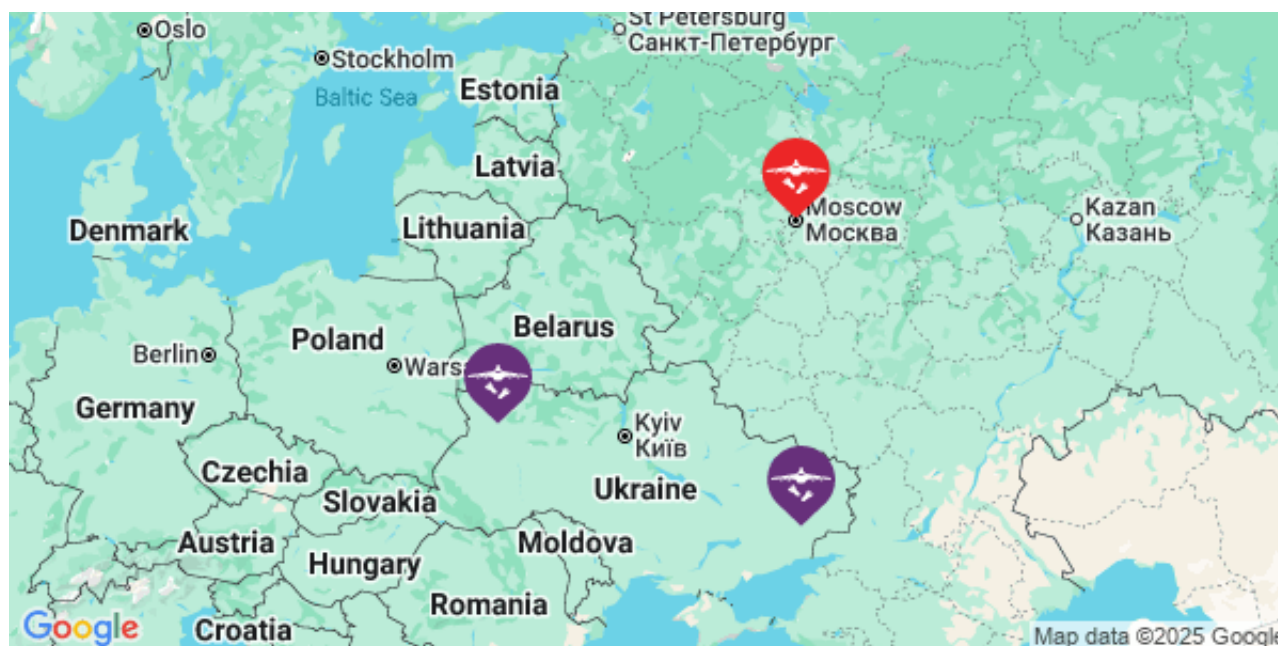 St Petersburg
Санкт-Петербург
Oslo
Stockholm
Baltic Sea
Estonia
Latvia
Lithuania
Denmark
Moscow
Москва
Kazan
Казань
Belarus
Poland
Berlin
Wars
Germany
Kyiv
Київ
Czechia
Ukraine
Slovakia
Austria
Moldova
Hungary
Romania
Croatia
Google
Map data ©2025 Google